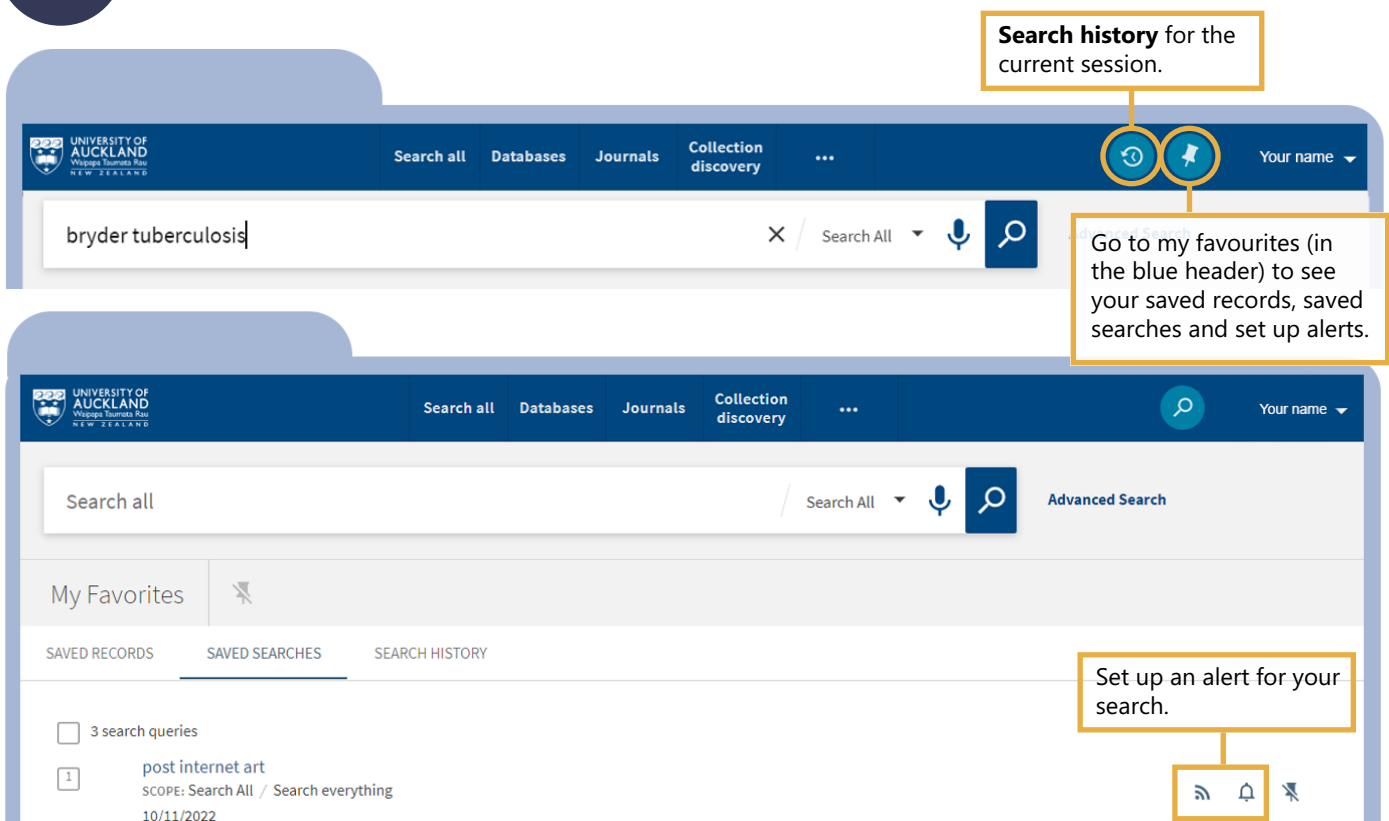 Search history for the
current session.
UNIVERSITY OF
AUCKLAND
Waipapa Taumata Rau
NEW ZEALAND
Search all
Databases
Journals
Collection
discovery
...
Your name
bryder tuberculosis
Search All
Advanced Search
Go to my favourites (in
the blue header) to see
your saved records, saved
searches and set up alerts.
UNIVERSITY OF
AUCKLAND
Waipapa Taumata Rau
NEW ZEALAND
Search all
Databases
Journals
Collection
discovery
...
Your name
Search all
Search All
Advanced Search
My Favorites
SAVED RECORDS
SAVED SEARCHES
SEARCH HISTORY
Set up an alert for your
search.
3 search queries
1
post internet art
SCOPE: Search All / Search everything
10/11/2022